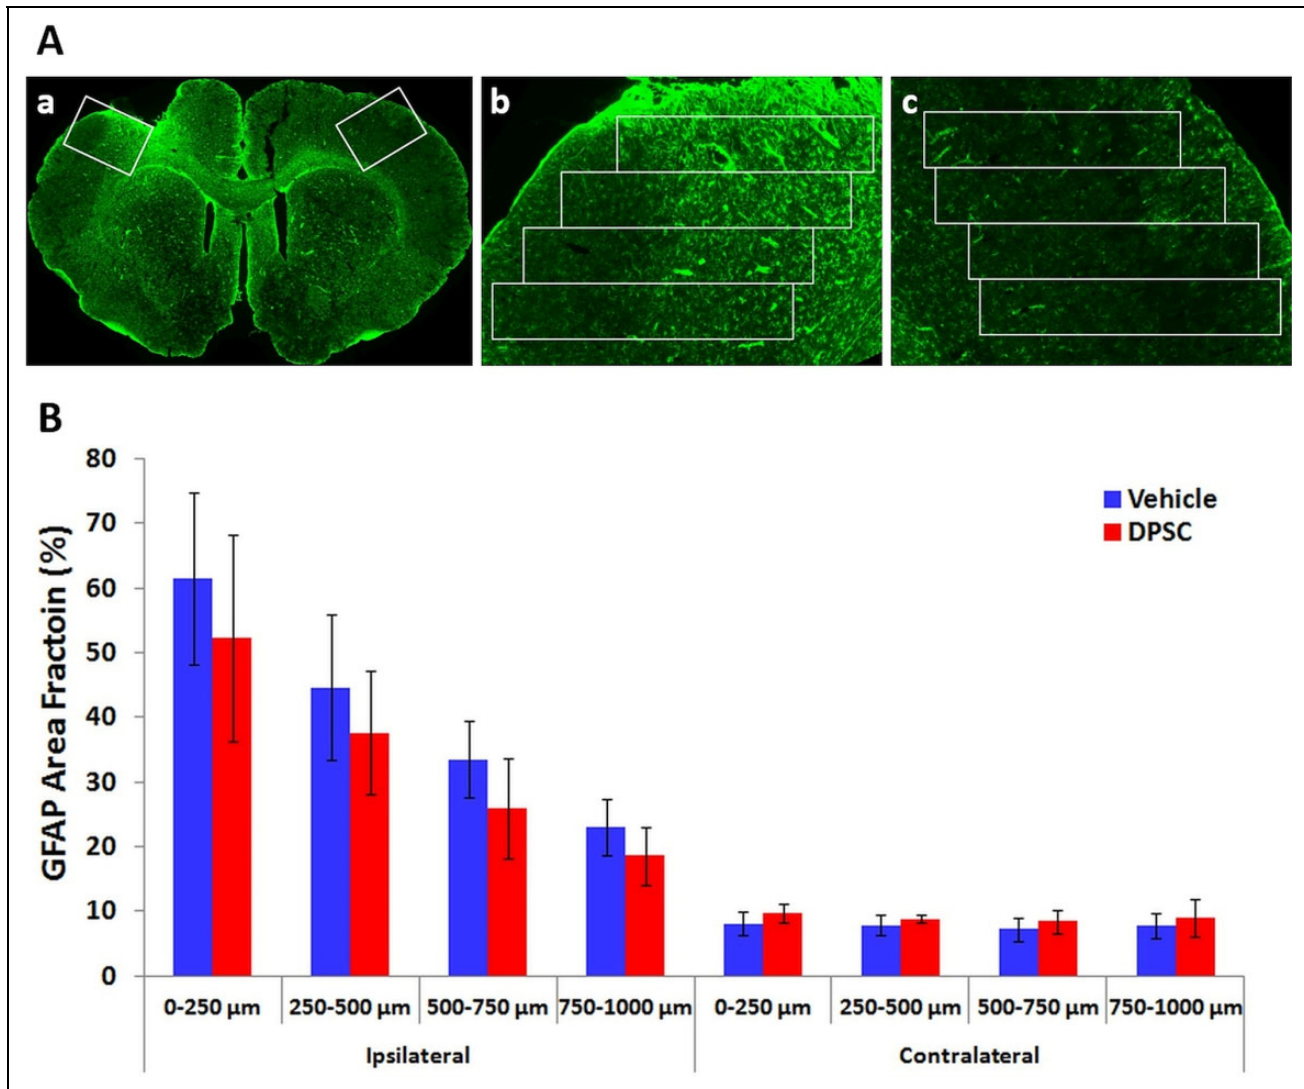 A
a
b
c
B
GFAP Area Fractoin (%)
80
70
60
50
40
30
20
10
0
Vehicle
DPSC
0-250 μm
250-500 μm
500-750 μm
750-1000 μm
0-250 μm
250-500 μm
500-750 μm
750-1000 μm
Ipsilateral
Contralateral